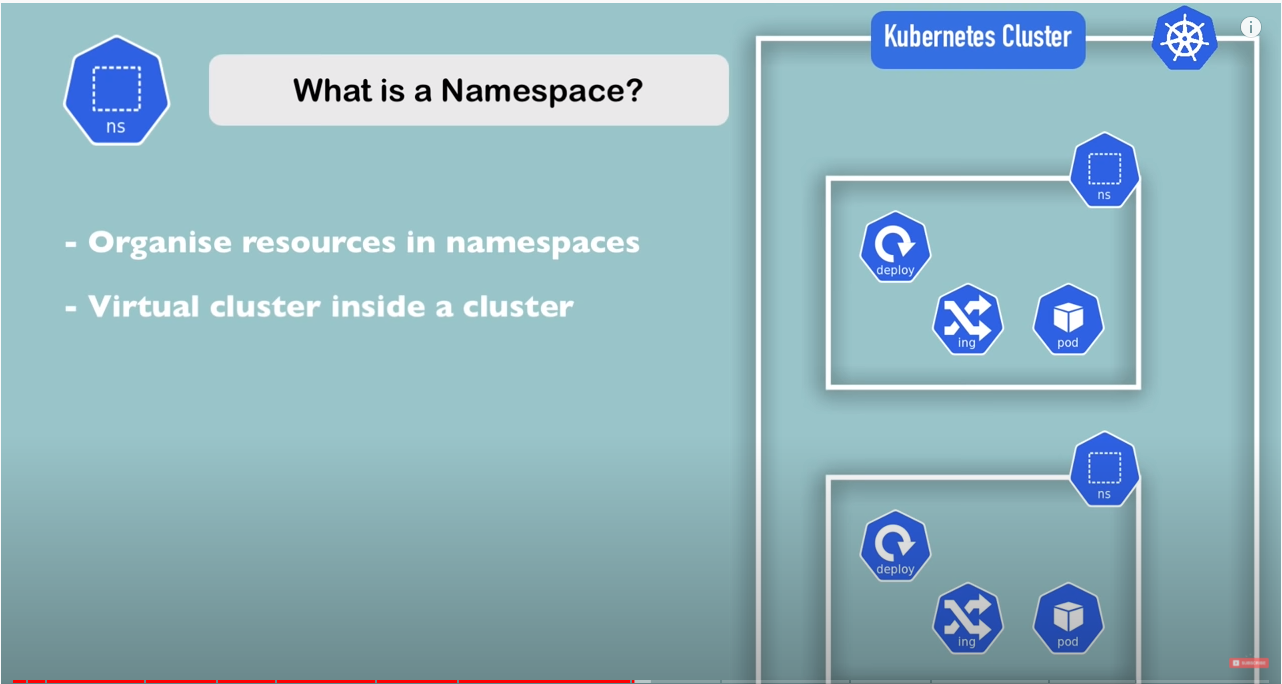 What is a Namespace?
ns
- Organise resources in namespaces
- Virtual cluster inside a cluster
Kubernetes Cluster
i
ns
deploy
ing
pod
ns
deploy
ing
pod
SUBSCRIBE